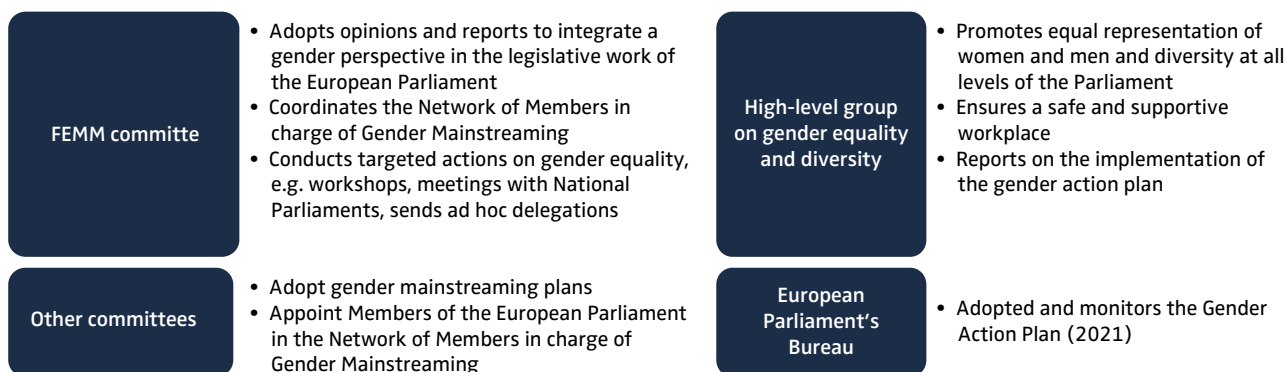 FEMM committe
• Adopts opinions and reports to integrate a
gender perspective in the legislative work of
the European Parliament
• Coordinates the Network of Members in
charge of Gender Mainstreaming
• Conducts targeted actions on gender equality,
e.g. workshops, meetings with National
Parliaments, sends ad hoc delegations
High-level group
on gender equality
and diversity
• Promotes equal representation of
women and men and diversity at all
levels of the Parliament
• Ensures a safe and supportive
workplace
• Reports on the implementation of
the gender action plan
Other committees
• Adopt gender mainstreaming plans
• Appoint Members of the European Parliament
in the Network of Members in charge of
Gender Mainstreaming
European
Parliament’s
Bureau
• Adopted and monitors the Gender
Action Plan (2021)